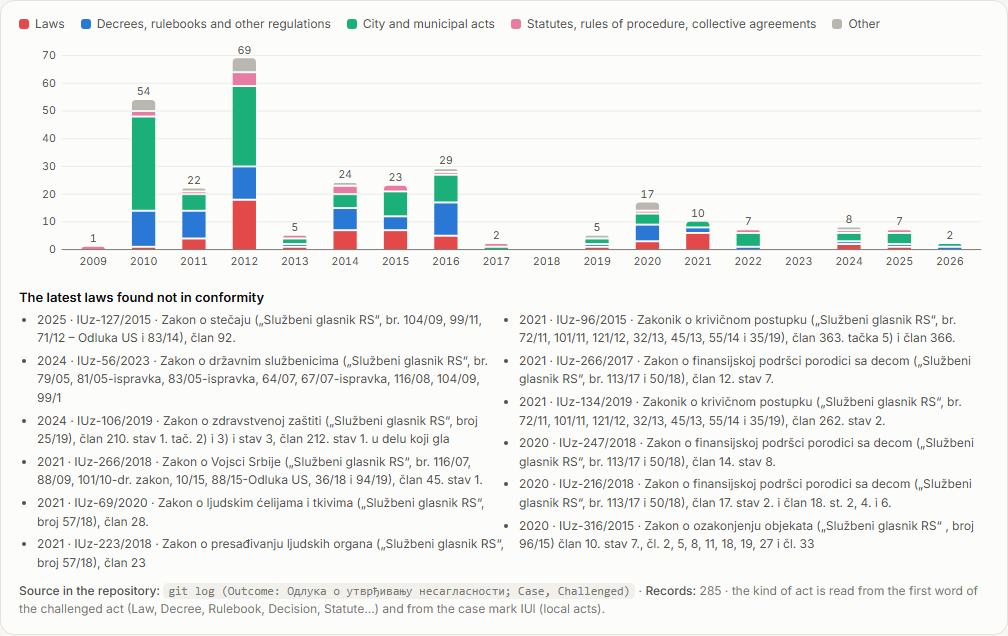 Laws Decrees, rulebooks and other regulations City and municipal acts Statutes, rules of procedure, collective agreements Other
70
60
50
40
30
20
10
0
1 54 22 69 5 24 23 29 2 5 17 10 7 8 7 2
2009 2010 2011 2012 2013 2014 2015 2016 2017 2018 2019 2020 2021 2022 2023 2024 2025 2026
The latest laws found not in conformity
• 2025 · IUz-127/2015 · Zakon o stečaju („Službeni glasnik RS“, br. 104/09, 99/11,
71/12 – Odluka US i 83/14), član 92.
• 2024 · IUz-56/2023 · Zakon o državnim službenicima („Službeni glasnik RS“, br.
79/05, 81/05-ispravka, 83/05-ispravka, 64/07, 67/07-ispravka, 116/08, 104/09,
99/1
• 2024 · IUz-106/2019 · Zakon o zdravstvenoj zaštiti („Službeni glasnik RS“, broj
25/19), član 210. stav 1. tač. 2) i 3) i stav 3, član 212. stav 1. u delu koji gla
• 2021 · IUz-266/2018 · Zakon o Vojsci Srbije („Službeni glasnik RS“, br. 116/07,
88/09, 101/10-dr. zakon, 10/15, 88/15-Odluka US, 36/18 i 94/19), član 45. stav 1.
• 2021 · IUz-69/2020 · Zakon o ljudskim ćelijama i tkivima („Službeni glasnik RS“,
broj 57/18), član 28.
• 2021 · IUz-223/2018 · Zakon o presađivanju ljudskih organa („Službeni glasnik RS“,
broj 57/18), član 23
• 2021 · IUz-96/2015 · Zakonik o krivičnom postupku („Službeni glasnik RS“, br.
72/11, 101/11, 121/12, 32/13, 45/13, 55/14 i 35/19), član 363. tačka 5) i član 366.
• 2021 · IUz-266/2017 · Zakon o finansijskoj podršci porodici sa decom („Službeni
glasnik RS“, br. 113/17 i 50/18), član 12. stav 7.
• 2021 · IUz-134/2019 · Zakonik o krivičnom postupku („Službeni glasnik RS“, br.
72/11, 101/11, 121/12, 32/13, 45/13, 55/14 i 35/19), član 262. stav 2.
• 2020 · IUz-247/2018 · Zakon o finansijskoj podršci porodici sa decom („Službeni
glasnik RS“, br. 113/17 i 50/18), član 14. stav 8.
• 2020 · IUz-216/2018 · Zakon o finansijskoj podršci porodici sa decom („Službeni
glasnik RS“, br. 113/17 i 50/18), član 17. stav 2. i član 18. st. 2, 4. i 6.
• 2020 · IUz-316/2015 · Zakon o ozakonjenju objekata („Službeni glasnik RS“ , broj
96/15) član 10. stav 7., čl. 2, 5, 8, 11, 18, 19, 27 i čl. 33
Source in the repository: git log (Outcome: Одлука о утврђивању несагласности; Case, Challenged) · Records: 285 · the kind of act is read from the first word of
the challenged act (Law, Decree, Rulebook, Decision, Statute...) and from the case mark IUl (local acts).